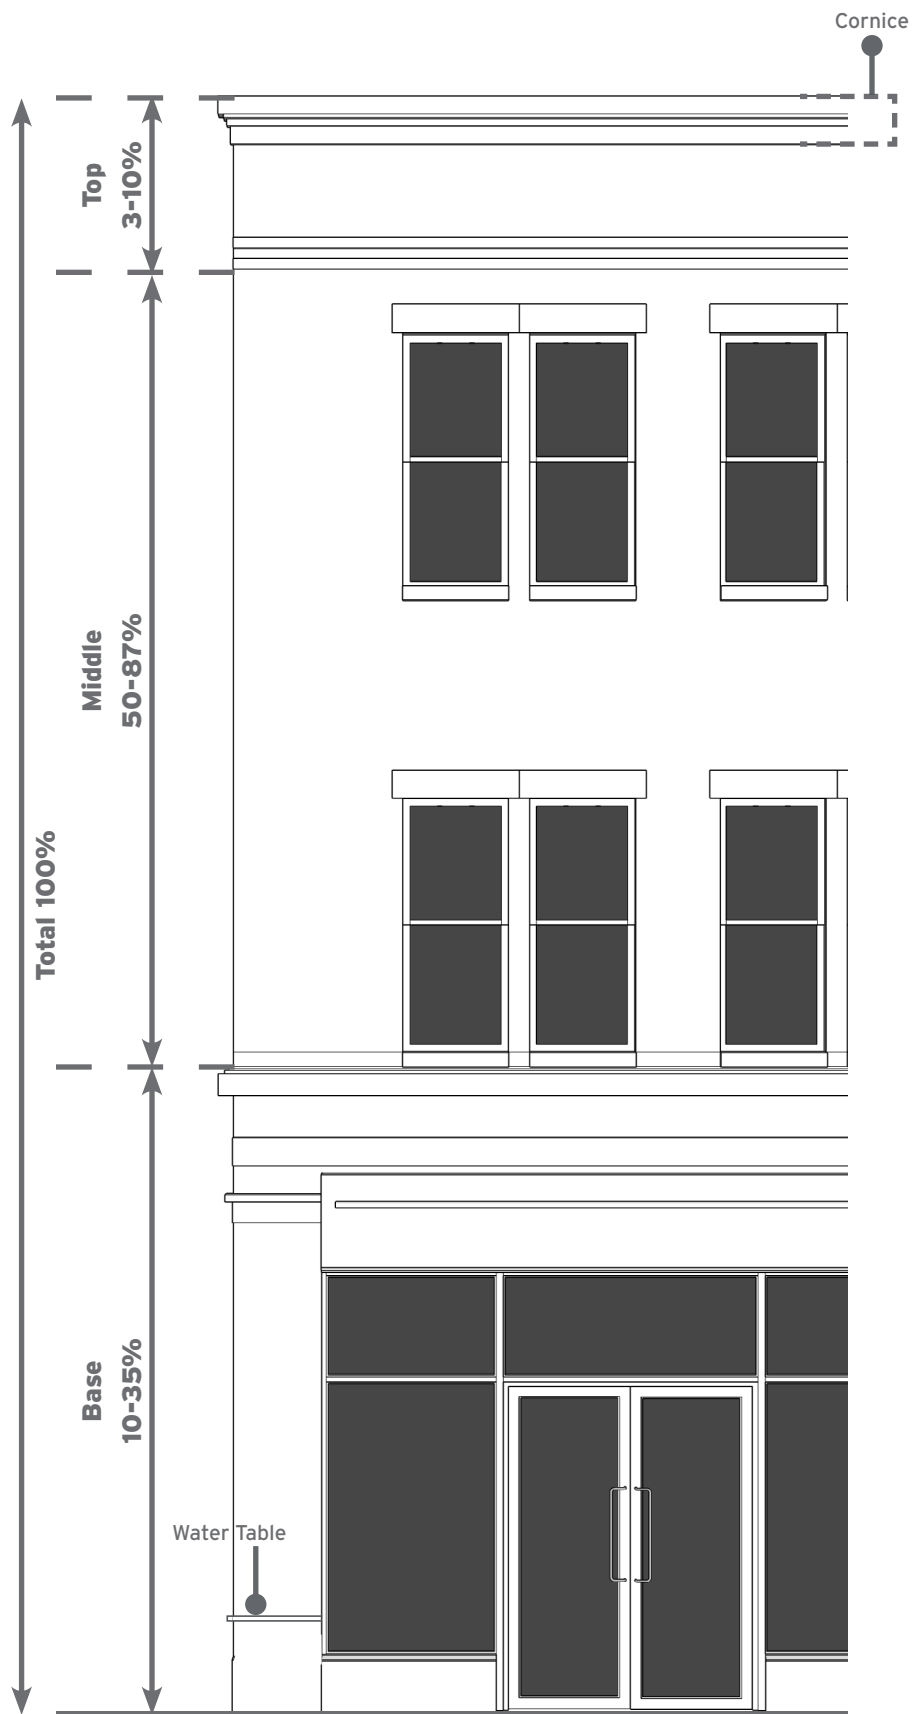 Cornice
Top
3-10%
Middle
50-87%
Total 100%
Base
10-35%
Water Table